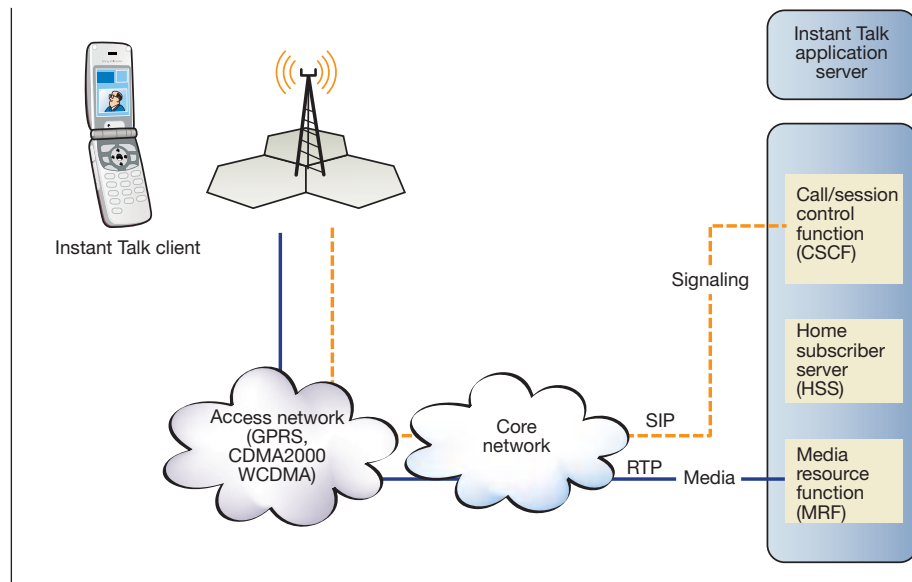 Instant Talk
application
server
Instant Talk client
Call/session
control
function
(CSCF)
Signaling
Home
subscriber
server
(HSS)
Access network
(GPRS,
CDMA2000
WCDMA)
Core
network
SIP
RTP
Media
Media
resource
function
(MRF)